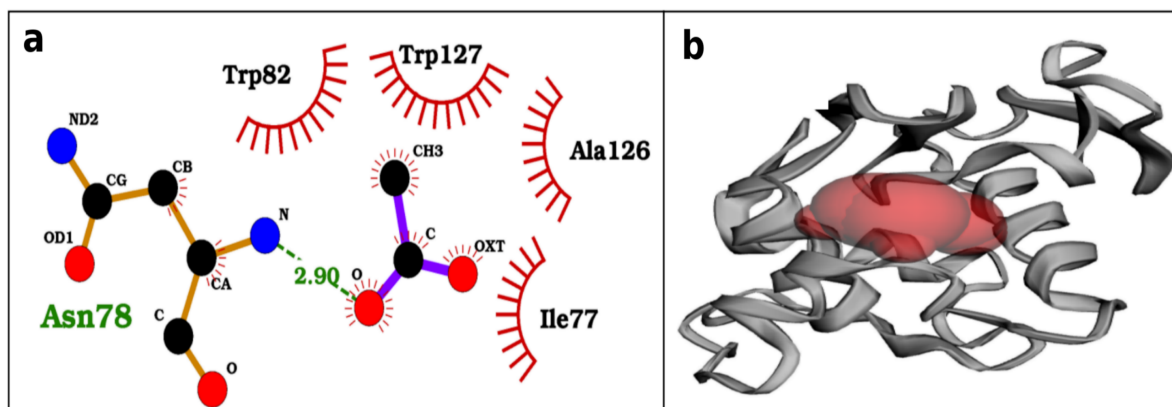 a
b
Trp82
Trp127
ND2
CB
CH3
Ala126
CG
N
OD1
C
OXT
CA
2.90
O
Asn78
C
Ile77
O